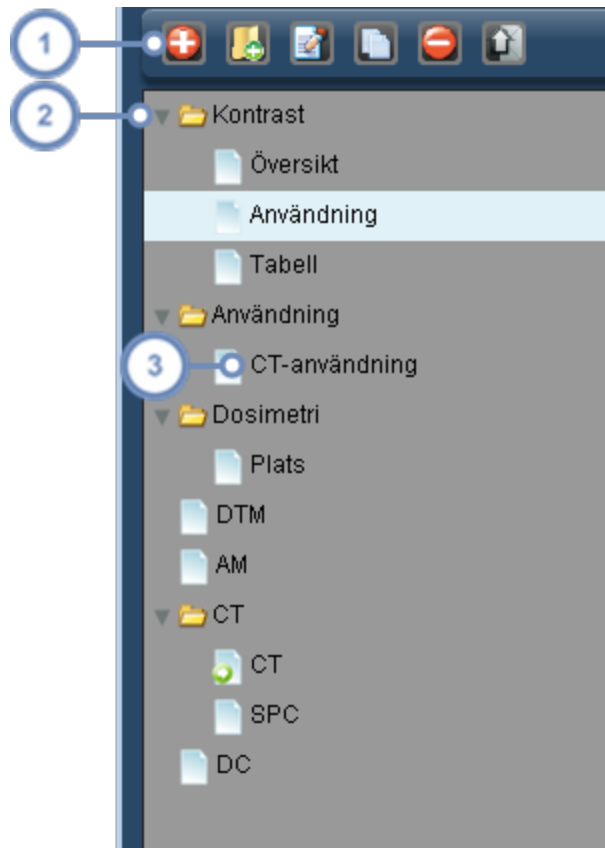 1
2
Kontrast
Översikt
Användning
Tabell
Användning
3
CT-användning
Dosimetri
Plats
DTM
AM
CT
CT
SPC
DC